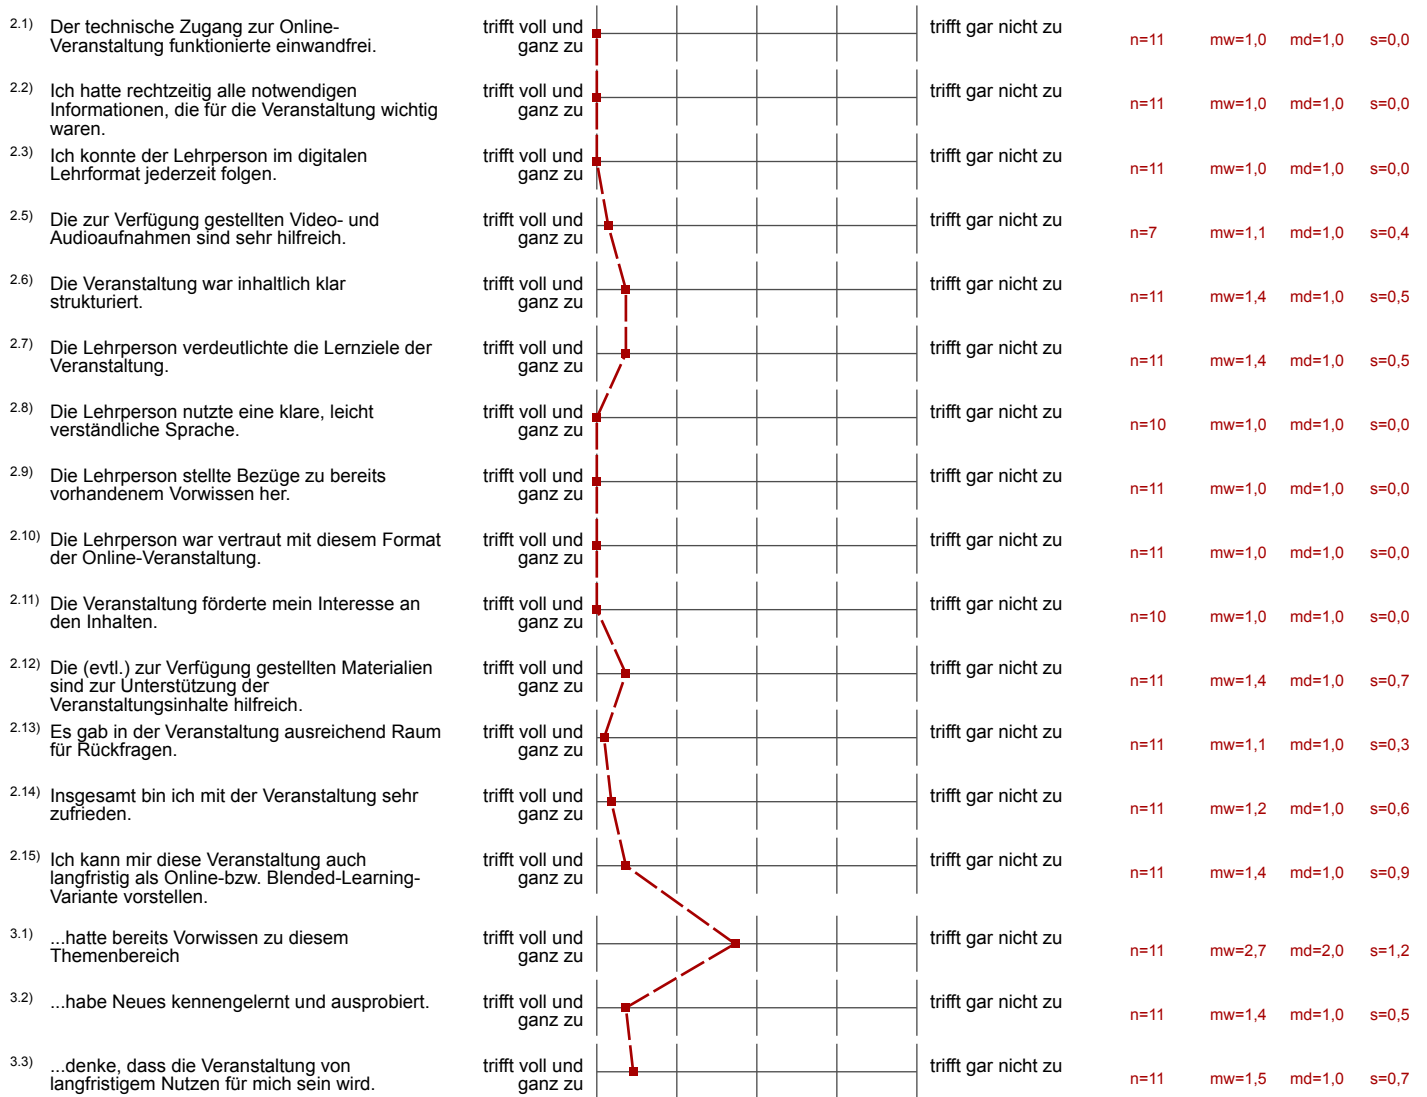 2.1) Der technische Zugang zur Online-
Veranstaltung funktionierte einwandfrei.
trifft voll und
ganz zu
trifft gar nicht zu
n=11 mw=1,0 md=1,0 s=0,0
2.2) Ich hatte rechtzeitig alle notwendigen
Informationen, die für die Veranstaltung wichtig
waren.
trifft voll und
ganz zu
trifft gar nicht zu
n=11 mw=1,0 md=1,0 s=0,0
2.3) Ich konnte der Lehrperson im digitalen
Lehrformat jederzeit folgen.
trifft voll und
ganz zu
trifft gar nicht zu
n=11 mw=1,0 md=1,0 s=0,0
2.5) Die zur Verfügung gestellten Video- und
Audioaufnahmen sind sehr hilfreich.
trifft voll und
ganz zu
trifft gar nicht zu
n=7 mw=1,1 md=1,0 s=0,4
2.6) Die Veranstaltung war inhaltlich klar
strukturiert.
trifft voll und
ganz zu
trifft gar nicht zu
n=11 mw=1,4 md=1,0 s=0,5
2.7) Die Lehrperson verdeutlichte die Lernziele der
Veranstaltung.
trifft voll und
ganz zu
trifft gar nicht zu
n=11 mw=1,4 md=1,0 s=0,5
2.8) Die Lehrperson nutzte eine klare, leicht
verständliche Sprache.
trifft voll und
ganz zu
trifft gar nicht zu
n=10 mw=1,0 md=1,0 s=0,0
2.9) Die Lehrperson stellte Bezüge zu bereits
vorhandenem Vorwissen her.
trifft voll und
ganz zu
trifft gar nicht zu
n=11 mw=1,0 md=1,0 s=0,0
2.10) Die Lehrperson war vertraut mit diesem Format
der Online-Veranstaltung.
trifft voll und
ganz zu
trifft gar nicht zu
n=11 mw=1,0 md=1,0 s=0,0
2.11) Die Veranstaltung förderte mein Interesse an
den Inhalten.
trifft voll und
ganz zu
trifft gar nicht zu
n=10 mw=1,0 md=1,0 s=0,0
2.12) Die (evtl.) zur Verfügung gestellten Materialien
sind zur Unterstützung der
Veranstaltungsinhalte hilfreich.
trifft voll und
ganz zu
trifft gar nicht zu
n=11 mw=1,4 md=1,0 s=0,7
2.13) Es gab in der Veranstaltung ausreichend Raum
für Rückfragen.
trifft voll und
ganz zu
trifft gar nicht zu
n=11 mw=1,1 md=1,0 s=0,3
2.14) Insgesamt bin ich mit der Veranstaltung sehr
zufrieden.
trifft voll und
ganz zu
trifft gar nicht zu
n=11 mw=1,2 md=1,0 s=0,6
2.15) Ich kann mir diese Veranstaltung auch
langfristig als Online-bzw. Blended-Learning-
Variante vorstellen.
trifft voll und
ganz zu
trifft gar nicht zu
n=11 mw=1,4 md=1,0 s=0,9
3.1) ...hatte bereits Vorwissen zu diesem
Themenbereich
trifft voll und
ganz zu
trifft gar nicht zu
n=11 mw=2,7 md=2,0 s=1,2
3.2) ...habe Neues kennengelernt und ausprobiert.
trifft voll und
ganz zu
trifft gar nicht zu
n=11 mw=1,4 md=1,0 s=0,5
3.3) ...denke, dass die Veranstaltung von
langfristigem Nutzen für mich sein wird.
trifft voll und
ganz zu
trifft gar nicht zu
n=11 mw=1,5 md=1,0 s=0,7